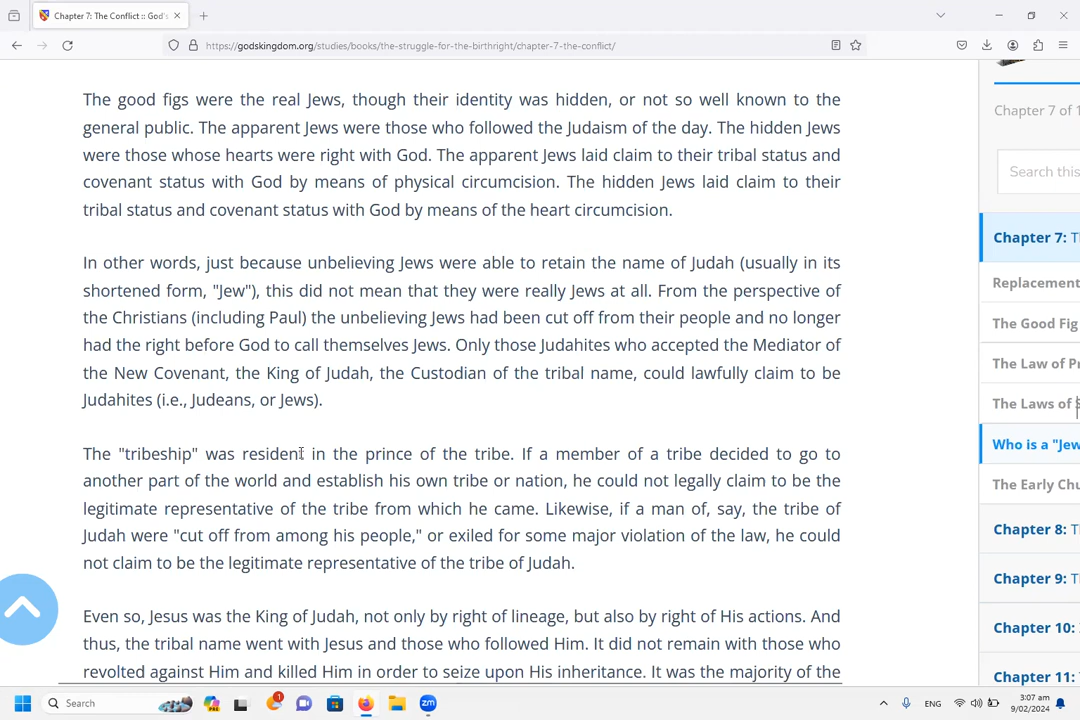 Chapter 7: The Conflict :: God's
https://godskingdom.org/studies/books/the-struggle-for-the-birthright/chapter-7-the-conflict/
The good figs were the real Jews, though their identity was hidden, or not so well known to the
general public. The apparent Jews were those who followed the Judaism of the day. The hidden Jews
were those whose hearts were right with God. The apparent Jews laid claim to their tribal status and
covenant status with God by means of physical circumcision. The hidden Jews laid claim to their
tribal status and covenant status with God by means of the heart circumcision.
In other words, just because unbelieving Jews were able to retain the name of Judah (usually in its
shortened form, "Jew"), this did not mean that they were really Jews at all. From the perspective of
the Christians (including Paul) the unbelieving Jews had been cut off from their people and no longer
had the right before God to call themselves Jews. Only those Judahites who accepted the Mediator of
the New Covenant, the King of Judah, the Custodian of the tribal name, could lawfully claim to be
Judahites (i.e., Judeans, or Jews).
The "tribeship" was resident in the prince of the tribe. If a member of a tribe decided to go to
another part of the world and establish his own tribe or nation, he could not legally claim to be the
legitimate representative of the tribe from which he came. Likewise, if a man of, say, the tribe of
Judah were "cut off from among his people," or exiled for some major violation of the law, he could
not claim to be the legitimate representative of the tribe of Judah.
Even so, Jesus was the King of Judah, not only by right of lineage, but also by right of His actions. And
thus, the tribal name went with Jesus and those who followed Him. It did not remain with those who
revolted against Him and killed Him in order to seize upon His inheritance. It was the majority of the
Chapter 7 of 1
Search this
Chapter 7: T
Replacement
The Good Fig
The Law of P
The Laws of
Who is a "Jew
The Early Chu
Chapter 8: T
Chapter 9: T
Chapter 10:
Chapter 11:
Search
1
ENG
3:07 am
9/02/2024